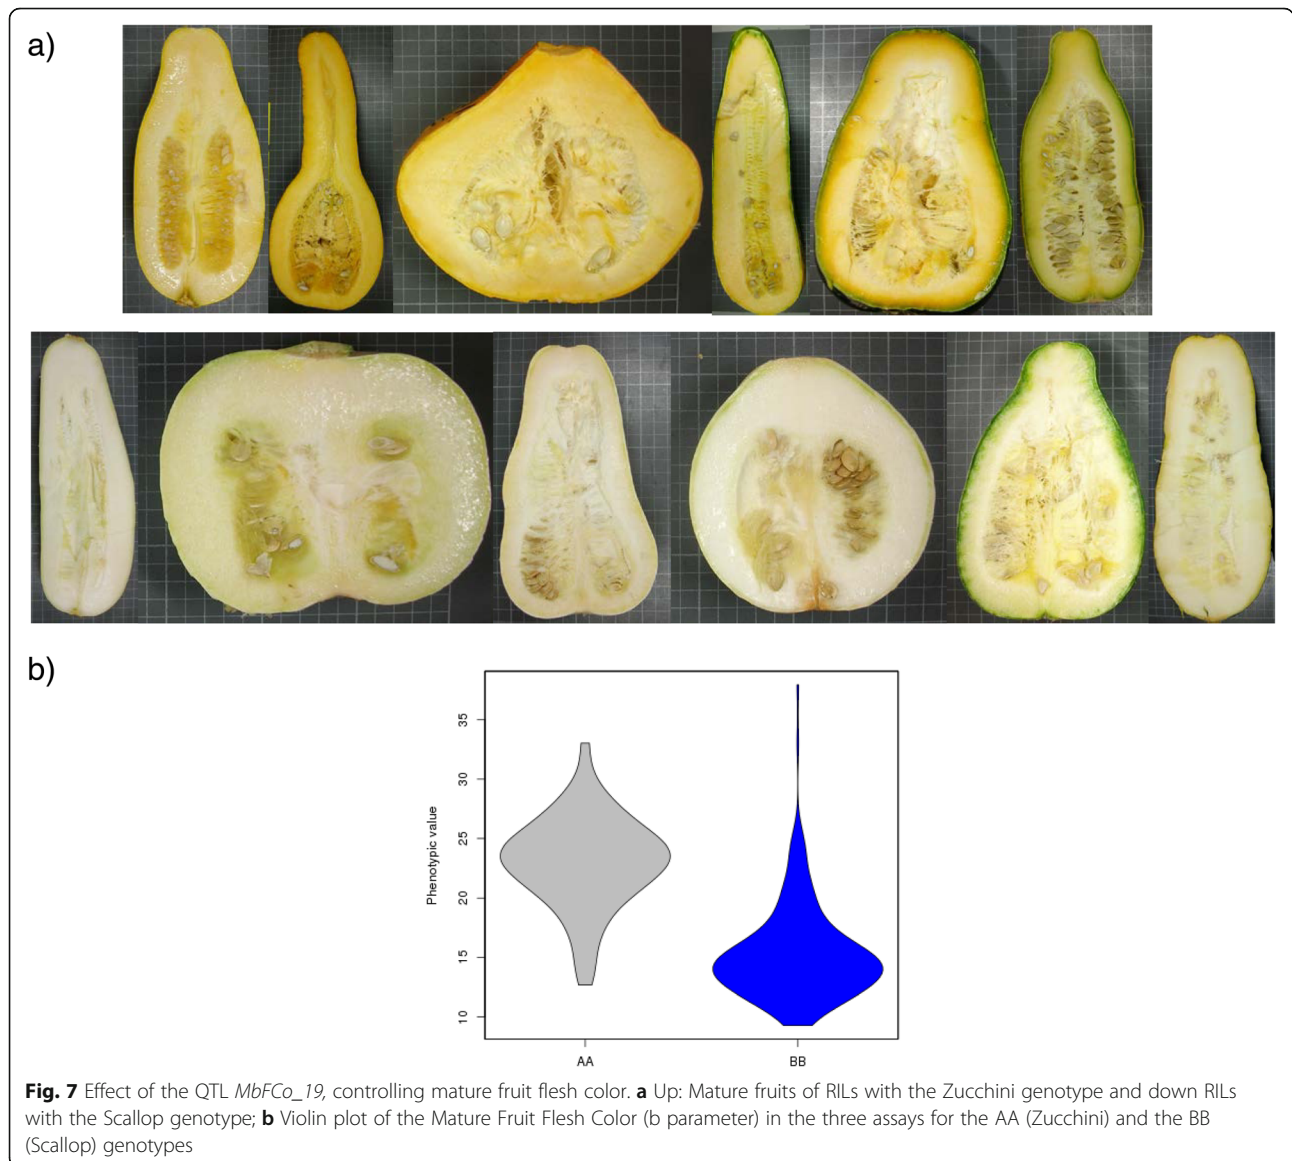 a)
b)
Phenotypic value
35
30
25
20
15
10
AA
BB
Fig. 7 Effect of the QTL MbFCo_19, controlling mature fruit flesh color. a Up: Mature fruits of RILs with the Zucchini genotype and down RILs
with the Scallop genotype; b Violin plot of the Mature Fruit Flesh Color (b parameter) in the three assays for the AA (Zucchini) and the BB
(Scallop) genotypes